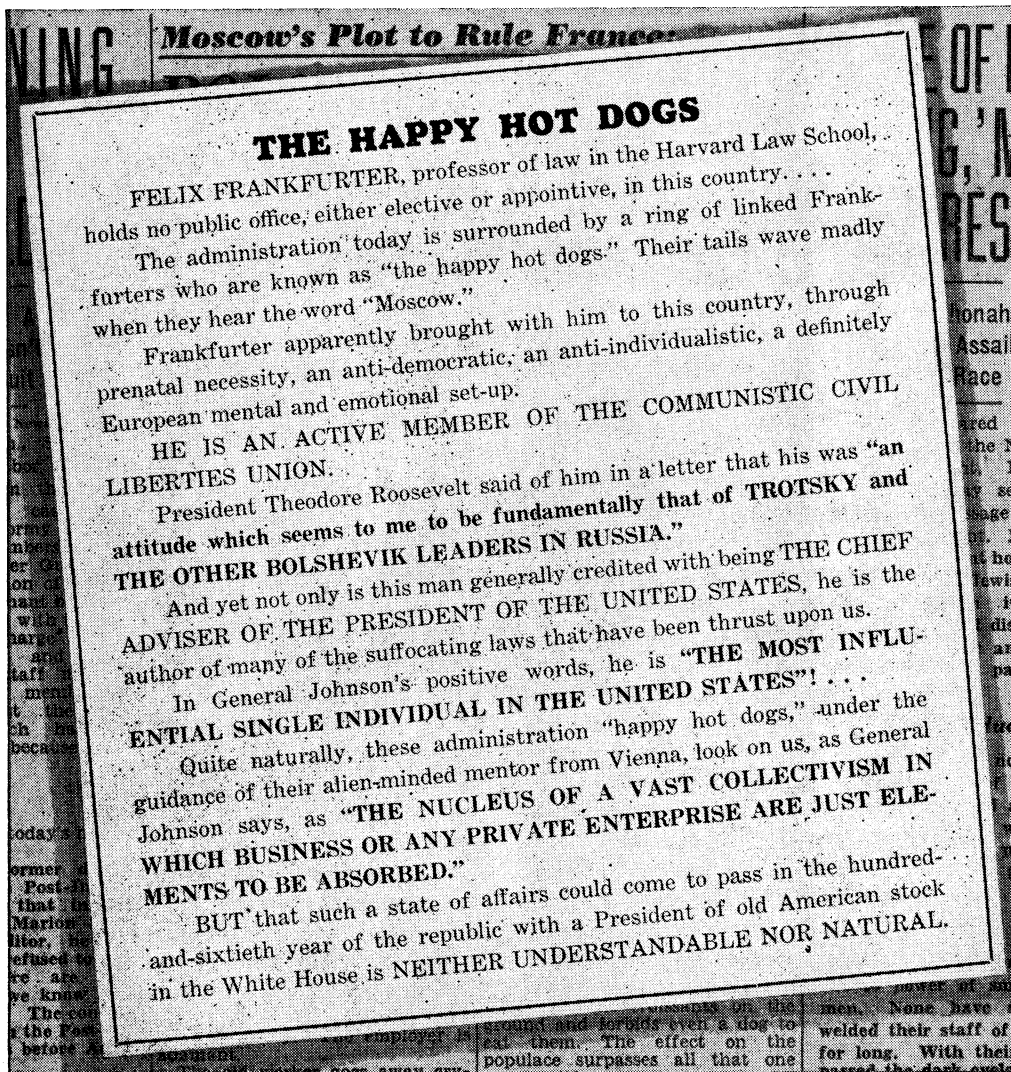 NING
Moscow's Plot to Rule France:
E OF
G,'
RES
THE HAPPY HOT DOGS
FELIX FRANKFURTER, professor of law in the Harvard Law School,
holds no public office, either elective or appointive, in this country. . . .
The administration today is surrounded by a ring of linked Frank-
furters who are known as “the happy hot dogs.” Their tails wave madly
when they hear the word “Moscow.”
Frankfurter apparently brought with him to this country, through
prenatal necessity, an anti-democratic, an anti-individualistic, a definitely
European mental and emotional set-up.
HE IS AN ACTIVE MEMBER OF THE COMMUNISTIC CIVIL
LIBERTIES UNION.
President Theodore Roosevelt said of him in a letter that his was “an
attitude which seems to me to be fundamentally that of TROTSKY and
THE OTHER BOLSHEVIK LEADERS IN RUSSIA.”
And yet not only is this man generally credited with being THE CHIEF
ADVISER OF THE PRESIDENT OF THE UNITED STATES, he is the
author of many of the suffocating laws that have been thrust upon us.
In General Johnson's positive words, he is “THE MOST INFLU-
ENTIAL SINGLE INDIVIDUAL IN THE UNITED STATES”! . . .
Quite naturally, these administration “happy hot dogs,” under the
guidance of their alien-minded mentor from Vienna, look on us, as General
Johnson says, as “THE NUCLEUS OF A VAST COLLECTIVISM IN
WHICH BUSINESS OR ANY PRIVATE ENTERPRISE ARE JUST ELE-
MENTS TO BE ABSORBED.”
BUT that such a state of affairs could come to pass in the hundred-
and-sixtieth year of the republic with a President of old American stock
in the White House is NEITHER UNDERSTANDABLE NOR NATURAL.
honah
Assai
Race
ground and forbids even a dog to
eat them. The effect on the
populace surpasses all that one
power of
men. None have
welded their staff of
for long. With thei